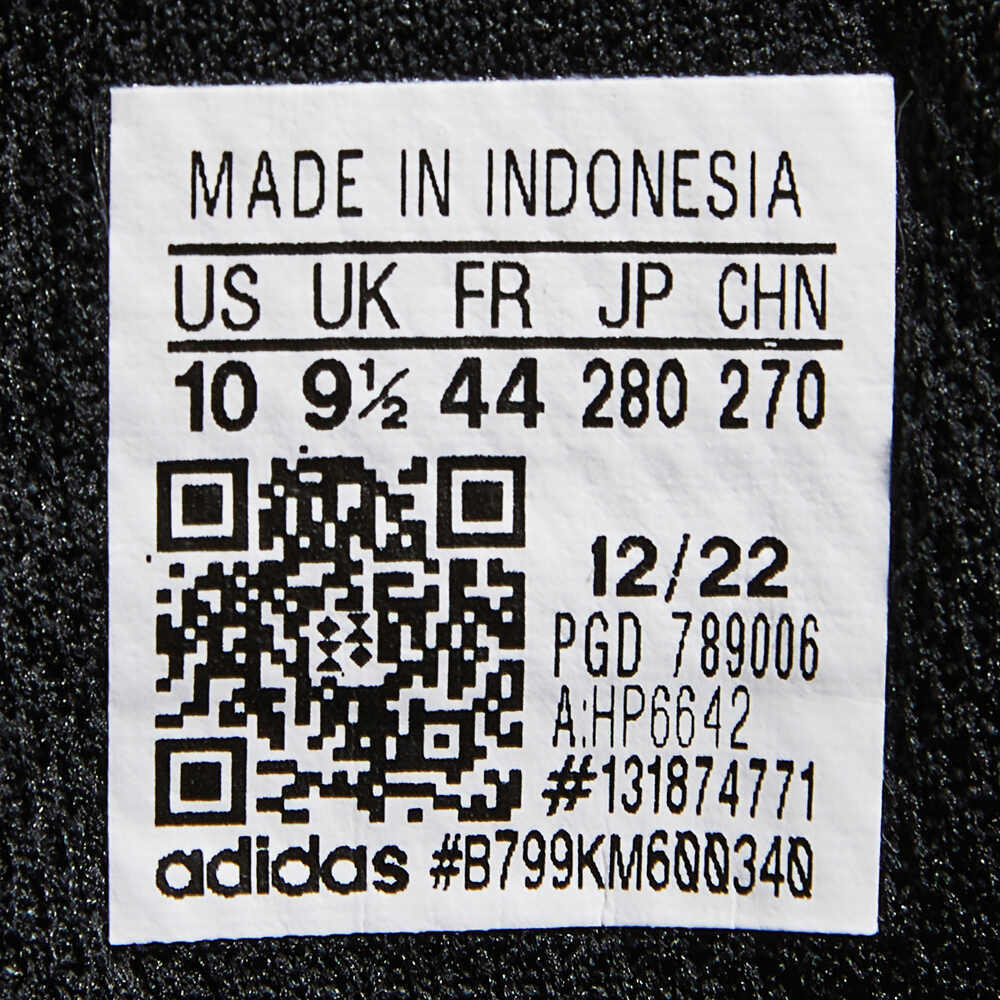 MADE IN INDONESIA
US UK FR JP CHN
10 9½ 44 280 270
12/22
PGD 789006
A:HP6642
#131874771
adidas #B799KM600340